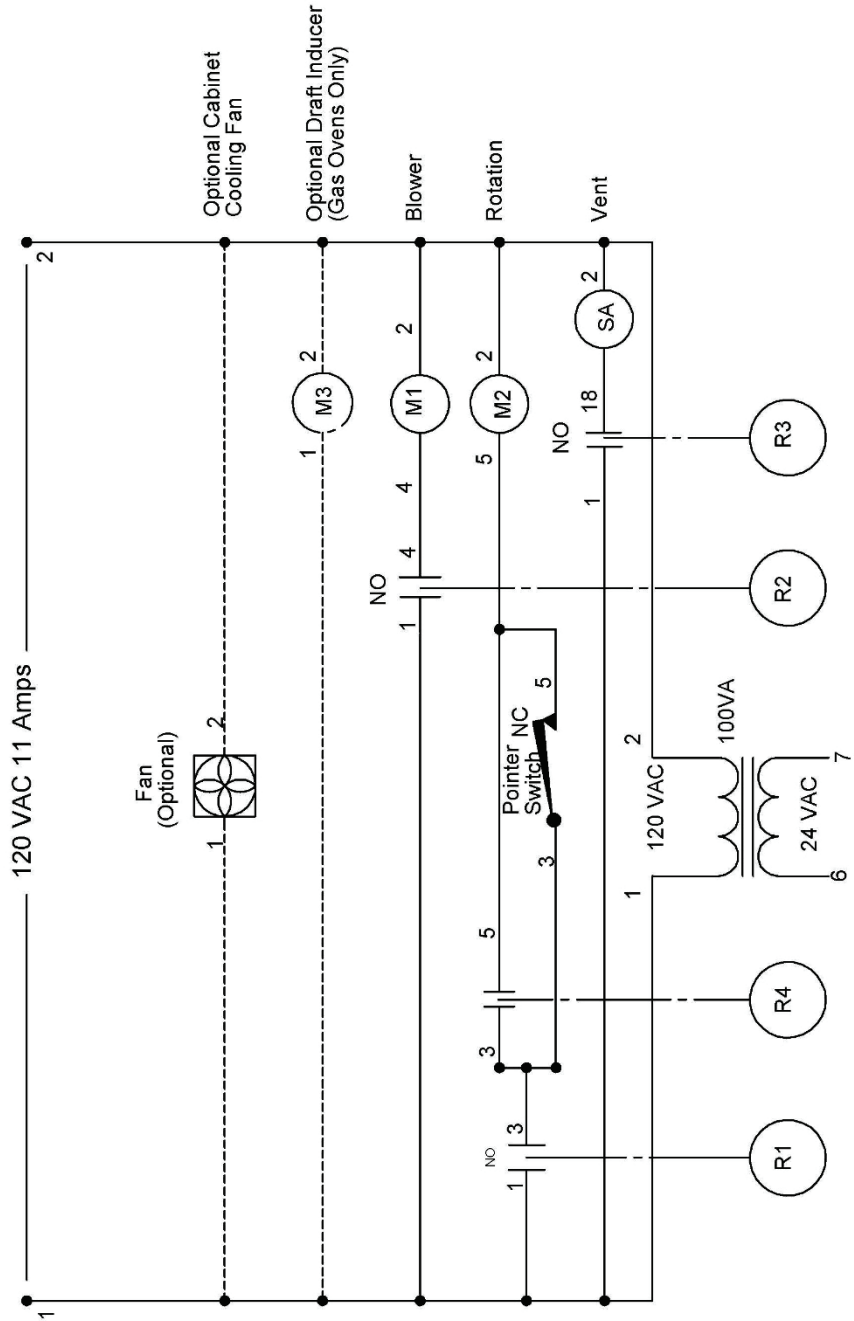 120 VAC 11 Amps
1
2
Fan
(Optional)
1
2
Optional Cabinet
Cooling Fan
1
M3
2
Optional Draft Inducer
(Gas Ovens Only)
NO
1
4
4
M1
2
Blower
3
5
5
M2
2
Rotation
NO
1
3
Pointer
Switch
NC
3
5
NO
1
18
SA
2
Vent
1
2
120 VAC
100VA
24 VAC
6
7
R1
R4
R2
R3